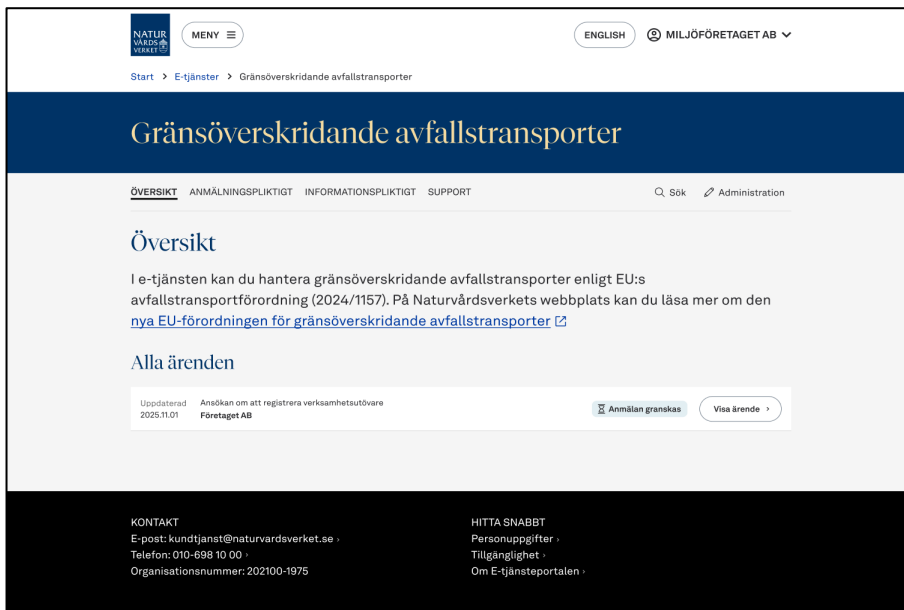 NATUR
VÅRDS
VERKET
MENY
ENGLISH
MILJÖFÖRETAGET AB
Start > E-tjänster > Gränsöverskridande avfallstransporter
Gränsöverskridande avfallstransporter
ÖVERSIKT ANMÄLNINGSPLIKTIGT INFORMATIONSPLIKTIGT SUPPORT Sök Administration
Översikt
I e-tjänsten kan du hantera gränsöverskridande avfallstransporter enligt EU:s
avfallstransportförordning (2024/1157). På Naturvårdsverkets webbplats kan du läsa mer om den
nya EU-förordningen för gränsöverskridande avfallstransporter
Alla ärenden
Uppdaterad Ansökan om att registrera verksamhetsutövare
2025.11.01 Företaget AB
Anmälan granskas Visa ärende ›
KONTAKT
E-post: kundtjanst@naturvardsverket.se ›
Telefon: 010-698 10 00 ›
Organisationsnummer: 202100-1975
HITTA SNABBT
Personuppgifter ›
Tillgänglighet ›
Om E-tjänsteportalen ›